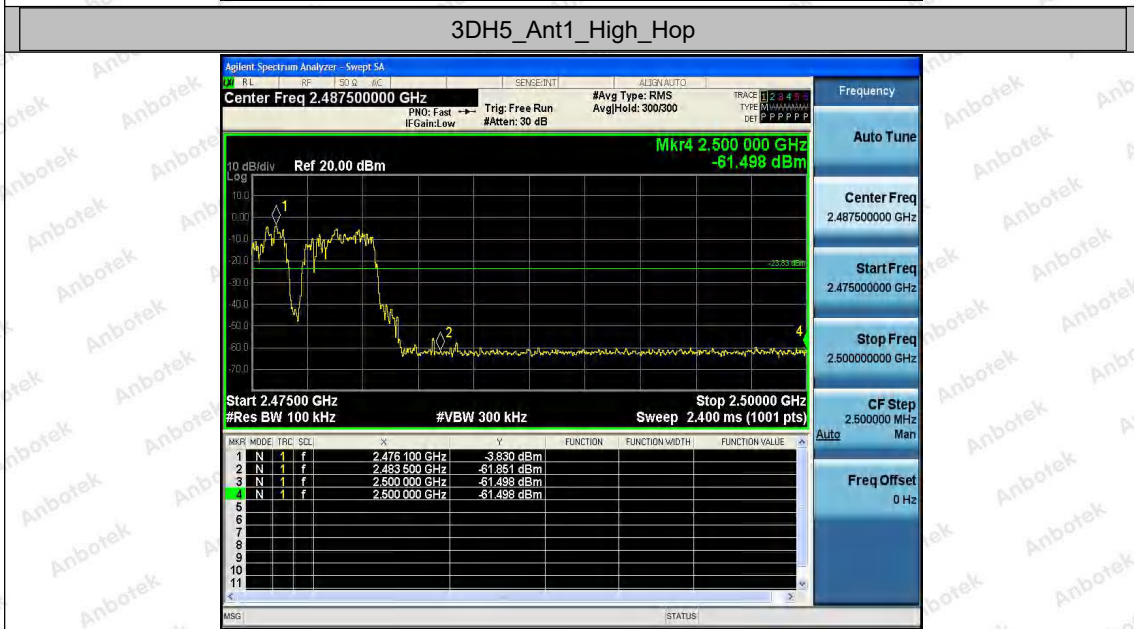 3DH5_Ant1_High_Hop
Agilent Spectrum Analyzer - Swept SA
RL RF 50 Ω AC SENSE:INT ALIGNAUTO
Center Freq 2.487500000 GHz
PNO: Fast
IFGain:Low
Trig: Free Run
#Atten: 30 dB
#Avg Type: RMS
Avg|Hold: 300/300
TRACE 1 2 3 4 5 6
TYPE M
DET P P P P P P
Mkr4 2.500 000 GHz
-61.498 dBm
10 dB/div Ref 20.00 dBm
Log
10.0
0.00
-10.0
-20.0
-30.0
-40.0
-50.0
-60.0
-70.0
1
2
4
-23.83 dBm
Start 2.47500 GHz Stop 2.50000 GHz
#Res BW 100 kHz #VBW 300 kHz Sweep 2.400 ms (1001 pts)
MKR MODE TRC SCL X Y FUNCTION FUNCTION WIDTH FUNCTION VALUE
1 N 1 f 2.476 100 GHz -3.830 dBm
2 N 1 f 2.483 500 GHz -61.851 dBm
3 N 1 f 2.500 000 GHz -61.498 dBm
4 N 1 f 2.500 000 GHz -61.498 dBm
5
6
7
8
9
10
11
MSG STATUS
Frequency
Auto Tune
Center Freq
2.487500000 GHz
Start Freq
2.475000000 GHz
Stop Freq
2.500000000 GHz
CF Step
2.500000 MHz
Auto Man
Freq Offset
0 Hz
Anbotek